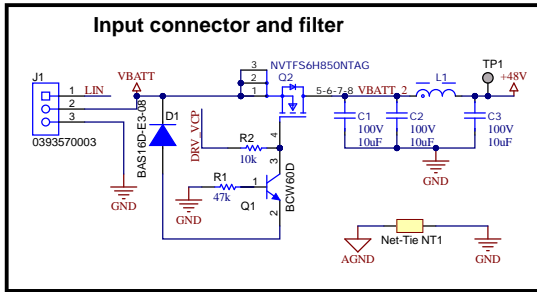 Input connector and filter
J1
1 LIN
2
3
0393570003
GND
VBATT
BAS16D-E3-08
D1
3
2
1
NVTFS6H850NTAG
Q2
5-6-7-8
VBATT_2
4
DRV_VCP
R2
10k
R1
47k
GND
Q1
1
3
2
BCW60D
C1
100V
10uF
C2
100V
10uF
L1
TP1
+48V
C3
100V
10uF
GND
AGND
Net-Tie NT1
GND